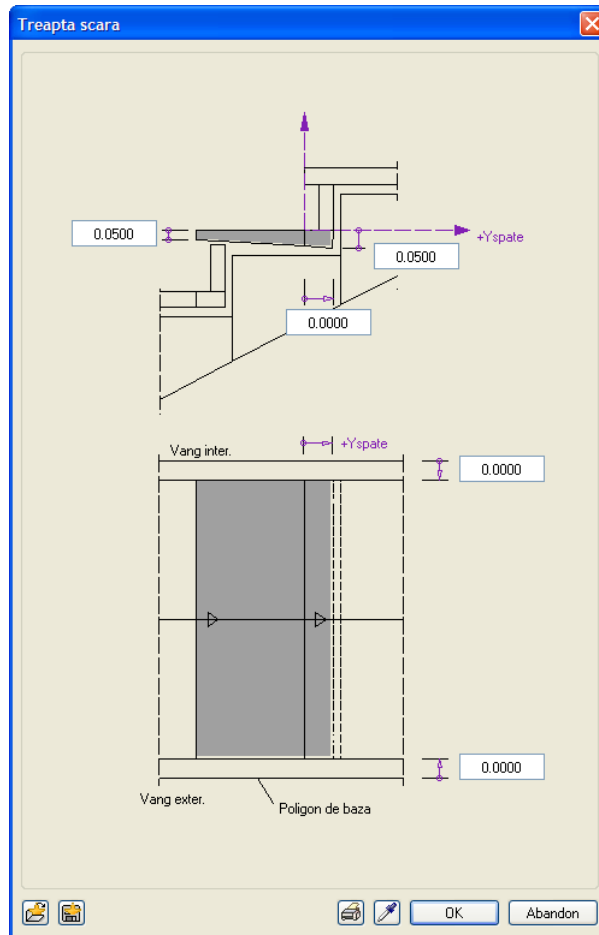 Treapta scara
0.0500
+Yspate
0.0500
0.0000
+Yspate
Vang inter.
0.0000
0.0000
Vang exter.
Poligon de baza
OK
Abandon